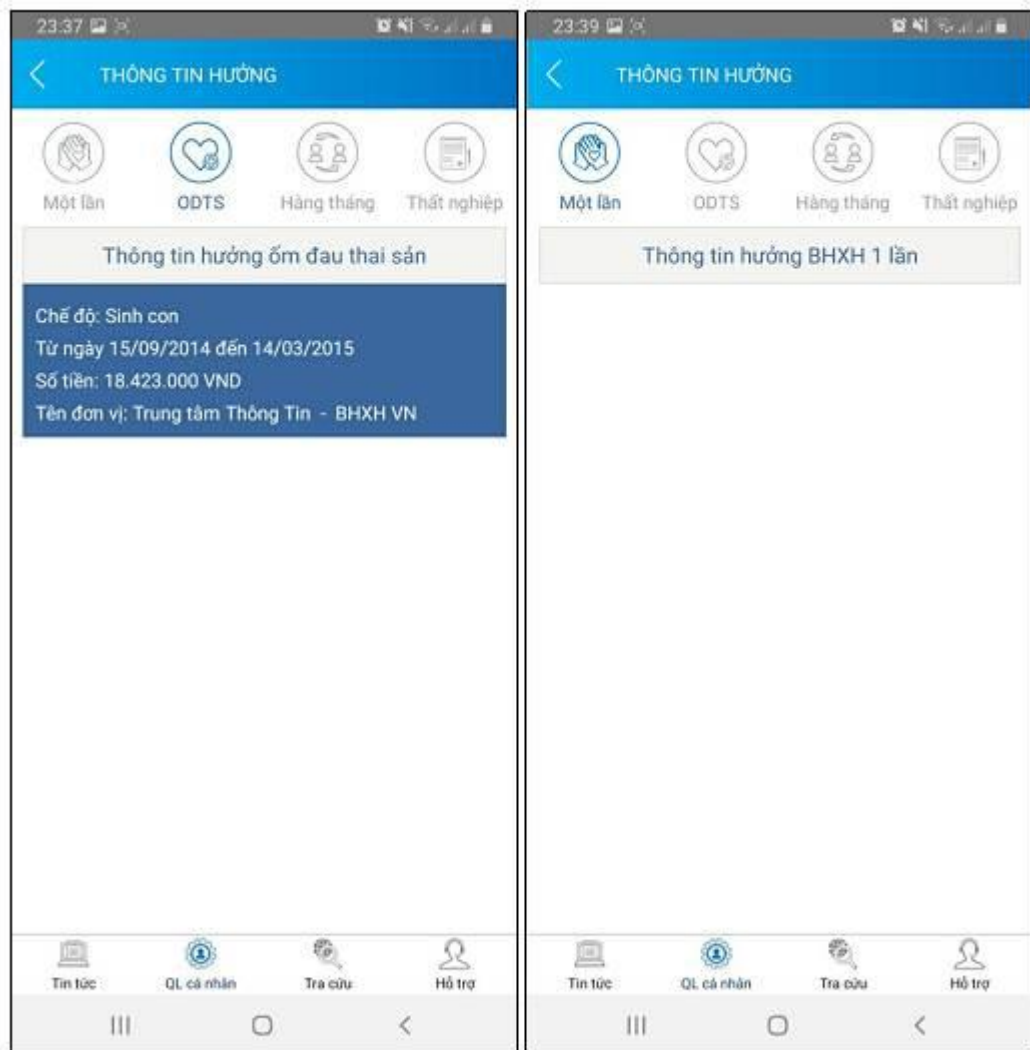 23:37
THÔNG TIN HƯỞNG
Một lần ODTS Hàng tháng Thất nghiệp
Thông tin hưởng ốm đau thai sản
Chế độ: Sinh con
Từ ngày 15/09/2014 đến 14/03/2015
Số tiền: 18.423.000 VND
Tên đơn vị: Trung tâm Thông Tin - BHXH VN
Tin tức QL cá nhân Tra cứu Hỗ trợ
23:39
THÔNG TIN HƯỞNG
Một lần ODTS Hàng tháng Thất nghiệp
Thông tin hưởng BHXH 1 lần
Tin tức QL cá nhân Tra cứu Hỗ trợ